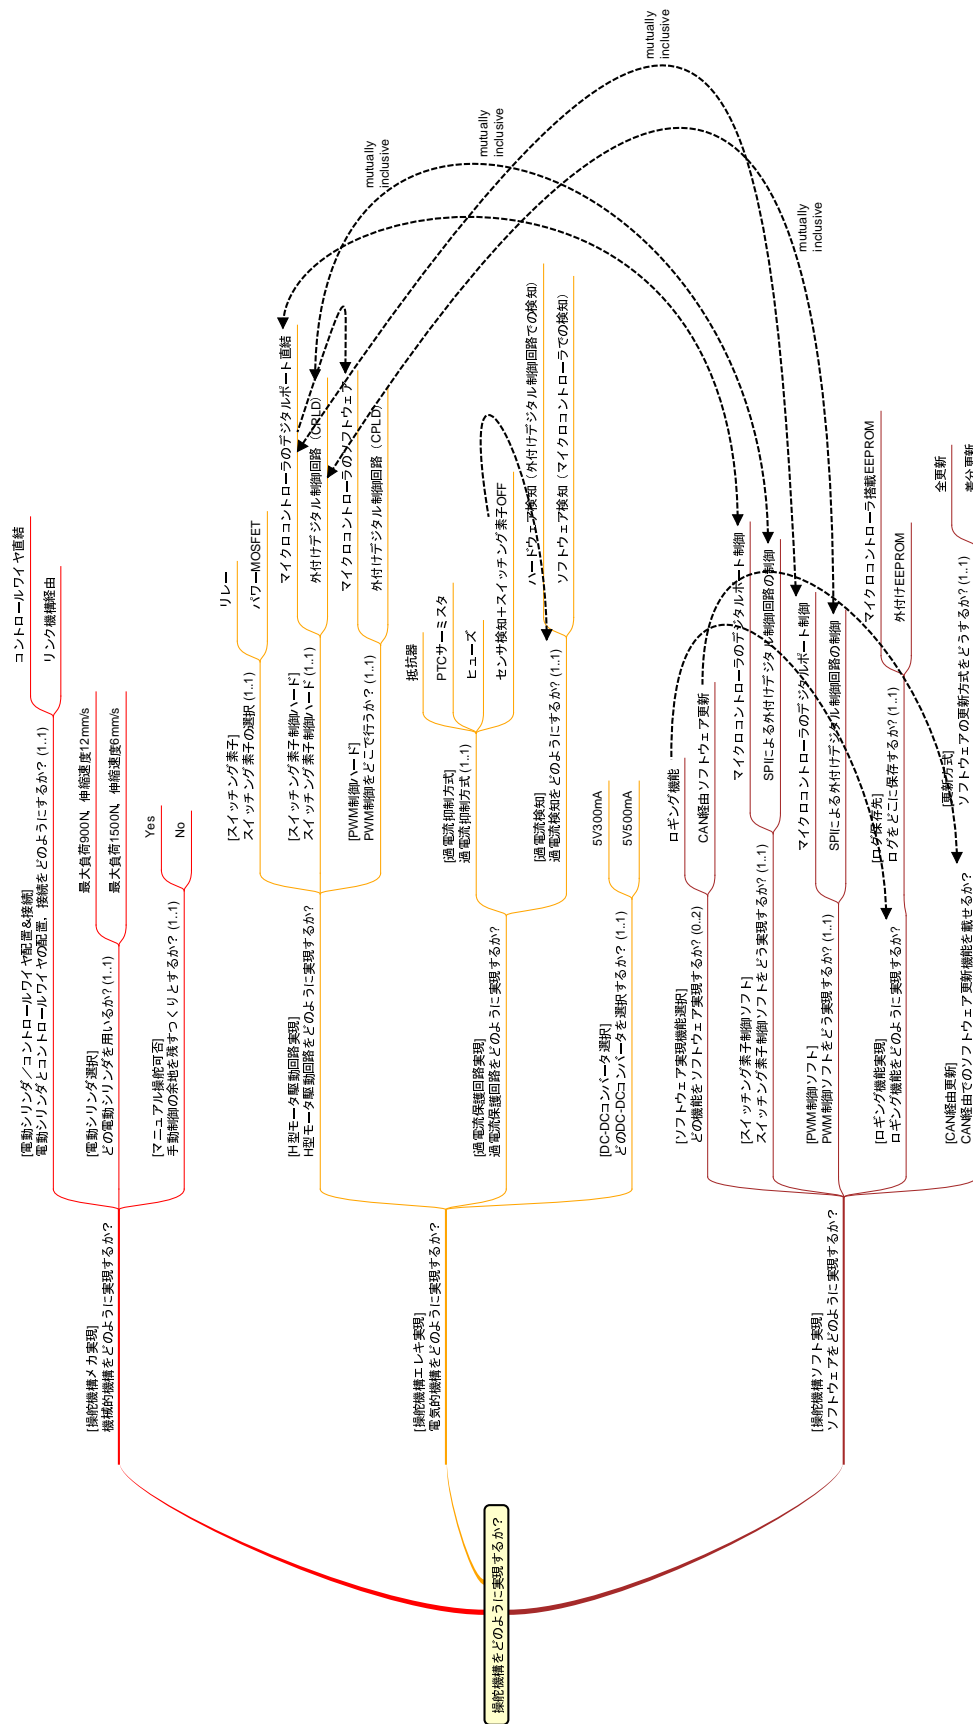 操舵機構をどのように実現するか?
[操舵機構メカ実現]
機械的機構をどのように実現するか?
[電動シリンダ/コントロールワイヤ配置&接続]
電動シリンダとコントロールワイヤの配置,接続をどのようにするか? (1..1)
コントロールワイヤ直結
リンク機構経由
[電動シリンダ選択]
どの電動シリンダを用いるか? (1..1)
最大負荷900N、伸縮速度12mm/s
最大負荷1500N、伸縮速度6mm/s
[マニュアル操舵可否]
手動制御の余地を残すつくりとするか? (1..1)
Yes
No
[操舵機構エレキ実現]
電気的機構をどのように実現するか?
[H型モータ駆動回路実現]
H型モータ駆動回路をどのように実現するか?
[スイッチング素子]
スイッチング素子の選択 (1..1)
リレー
パワーMOSFET
[スイッチング素子制御ハード]
スイッチング素子制御ハード (1..1)
マイクロコントローラのデジタルポート直結
外付けデジタル制御回路(CPLD)
[PWM制御ハード]
PWM制御をどこで行うか? (1..1)
マイクロコントローラのソフトウェア
外付けデジタル制御回路(CPLD)
[過電流保護回路実現]
過電流保護回路をどのように実現するか?
[過電流抑制方式]
過電流抑制方式 (1..1)
抵抗器
PTCサーミスタ
ヒューズ
センサ検知+スイッチング素子OFF
[過電流検知]
過電流検知をどのようにするか? (1..1)
ハードウェア検知(外付けデジタル制御回路での検知)
ソフトウェア検知(マイクロコントローラでの検知)
[DC-DCコンバータ選択]
どのDC-DCコンバータを選択するか? (1..1)
5V300mA
5V500mA
[操舵機構ソフト実現]
ソフトウェアをどのように実現するか?
[ソフトウェア実現機能選択]
どの機能をソフトウェア実現するか? (0..2)
ロギング機能
CAN経由ソフトウェア更新
[スイッチング素子制御ソフト]
スイッチング素子制御ソフトをどう実現するか? (1..1)
マイクロコントローラのデジタルポート制御
SPIによる外付けデジタル制御回路の制御
[PWM制御ソフト]
PWM制御ソフトをどう実現するか? (1..1)
マイクロコントローラのデジタルポート制御
SPIによる外付けデジタル制御回路の制御
[ロギング機能実現]
ロギング機能をどのように実現するか?
[ログ保存先]
ログをどこに保存するか? (1..1)
マイクロコントローラ搭載EEPROM
外付けEEPROM
[CAN経由更新]
CAN経由でのソフトウェア更新機能を載せるか?
[更新方式]
ソフトウェアの更新方式をどうするか? (1..1)
全更新
差分更新
mutually
inclusive
mutually
inclusive
mutually
inclusive
mutually
inclusive